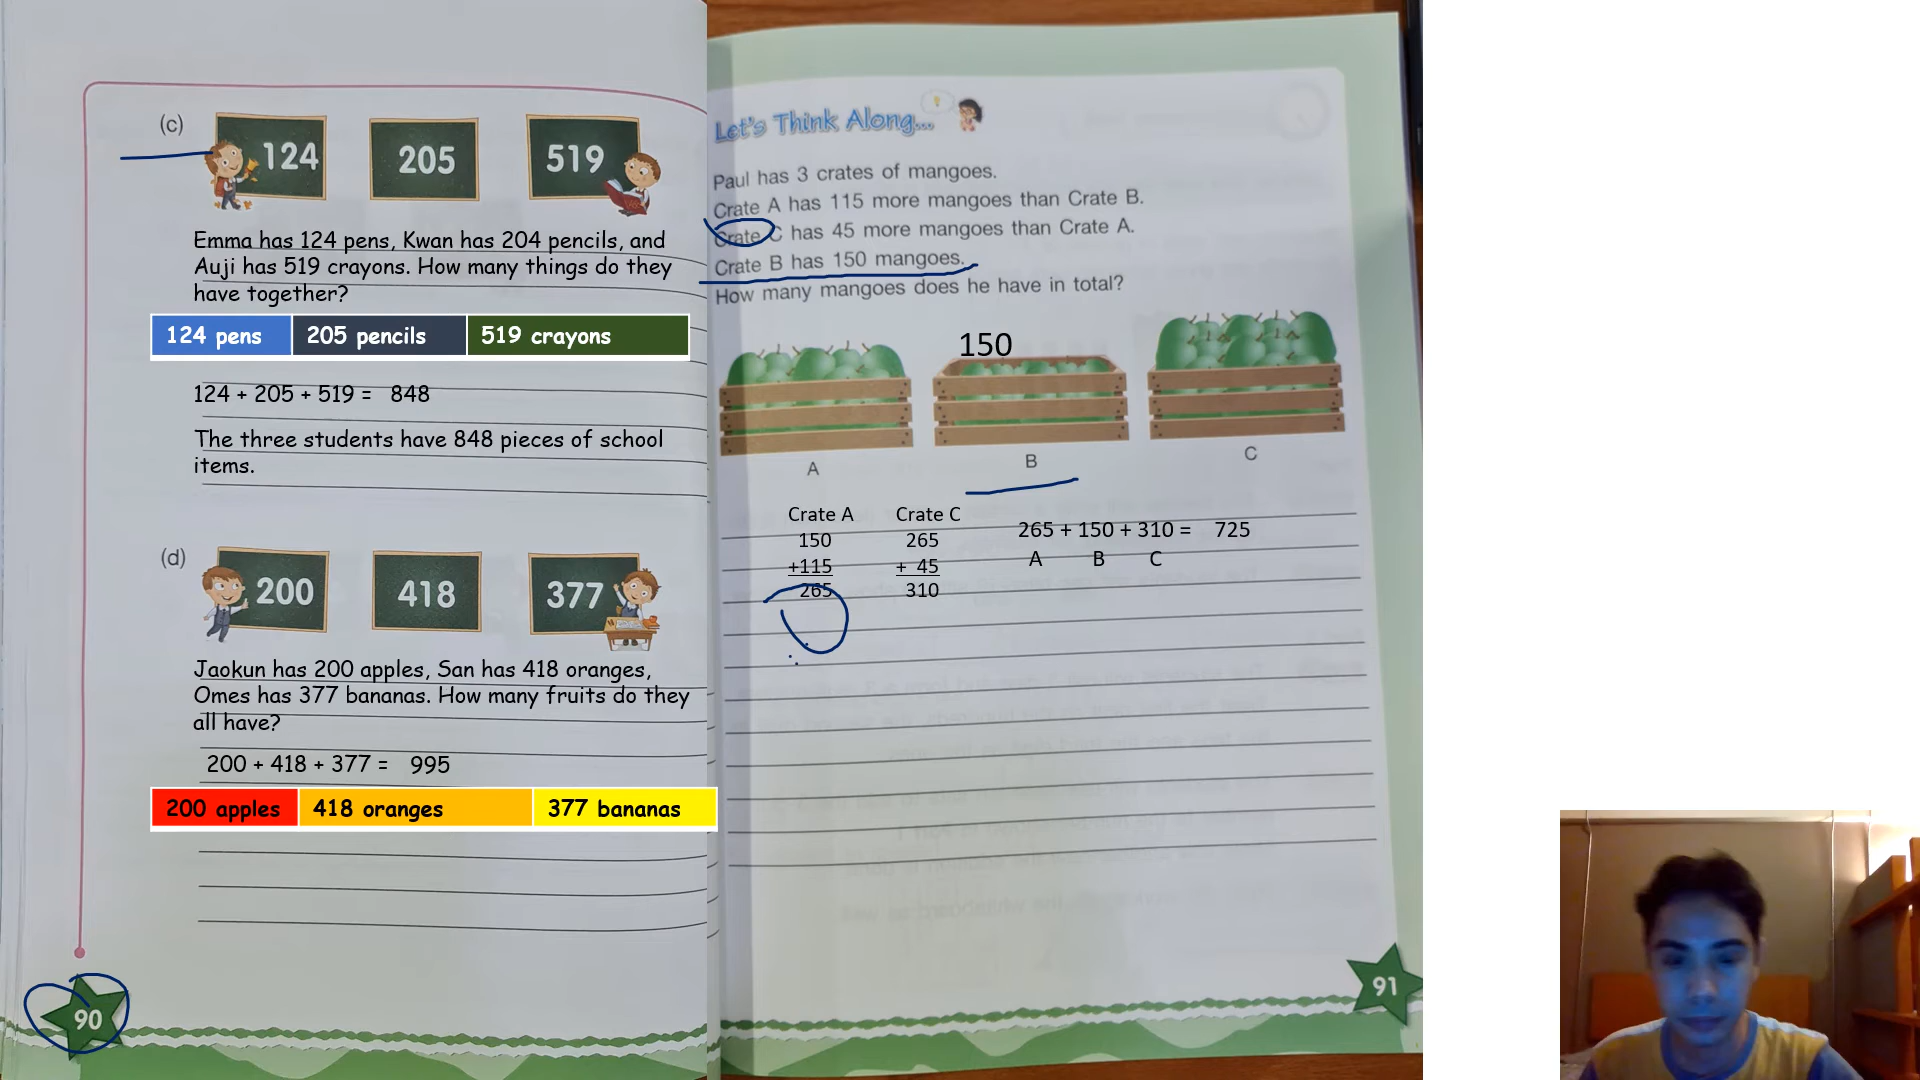 (c)
124 205 519
Emma has 124 pens, Kwan has 204 pencils, and
Auji has 519 crayons. How many things do they
have together?
124 pens 205 pencils 519 crayons
124 + 205 + 519 = 848
The three students have 848 pieces of school
items.
(d)
200 418 377
Jaokun has 200 apples, San has 418 oranges,
Omes has 377 bananas. How many fruits do they
all have?
200 + 418 + 377 = 995
200 apples 418 oranges 377 bananas
90
Let's Think Along...
Paul has 3 crates of mangoes.
Crate A has 115 more mangoes than Crate B.
Crate C has 45 more mangoes than Crate A.
Crate B has 150 mangoes.
How many mangoes does he have in total?
150
A B C
Crate A Crate C
150 265
+115 + 45
265 310
265 + 150 + 310 = 725
A B C
91